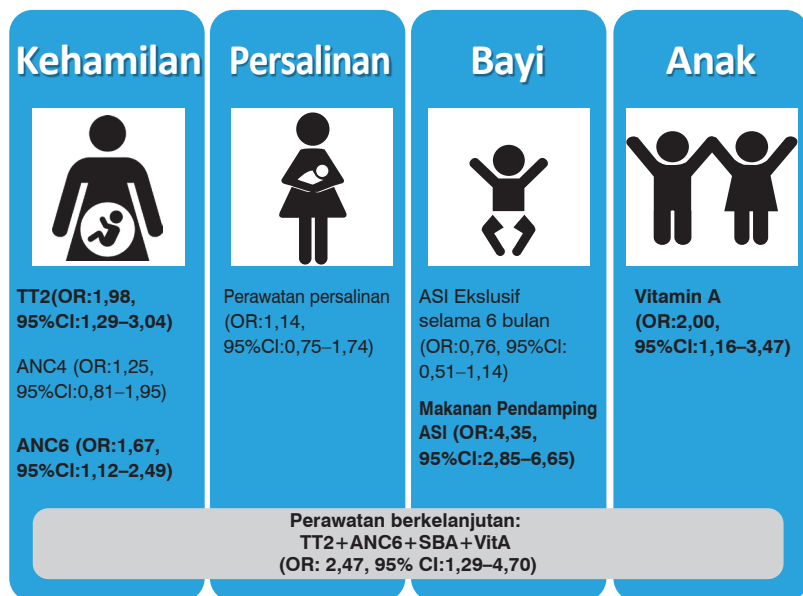 Kehamilan
TT2(OR:1,98,
95%CI:1,29–3,04)
ANC4 (OR:1,25,
95%CI:0,81–1,95)
ANC6 (OR:1,67,
95%CI:1,12–2,49)
Persalinan
Perawatan persalinan
(OR:1,14,
95%CI:0,75–1,74)
Bayi
ASI Ekslusif
selama 6 bulan
(OR:0,76, 95%CI:
0,51–1,14)
Makanan Pendamping
ASI (OR:4,35,
95%CI:2,85–6,65)
Anak
Vitamin A
(OR:2,00,
95%CI:1,16–3,47)
Perawatan berkelanjutan:
TT2+ANC6+SBA+VitA
(OR: 2,47, 95% CI:1,29–4,70)